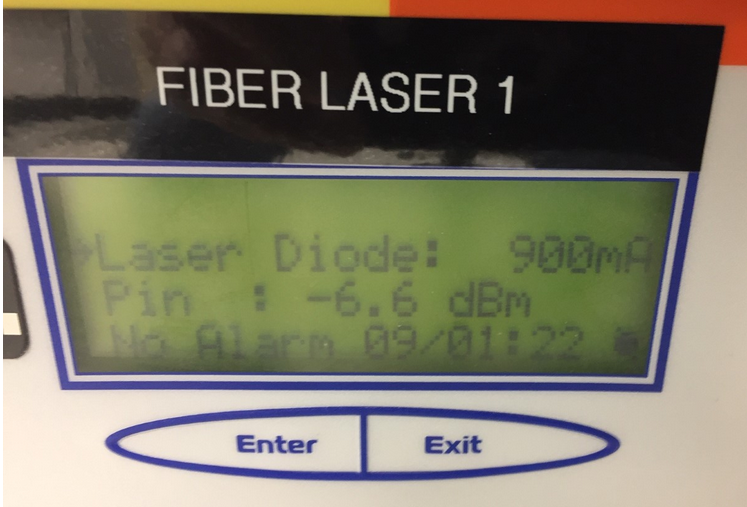 FIBER LASER 1
→Laser Diode: 900mA
Pin : -6.6 dBm
No Alarm 09/01:22
Enter Exit